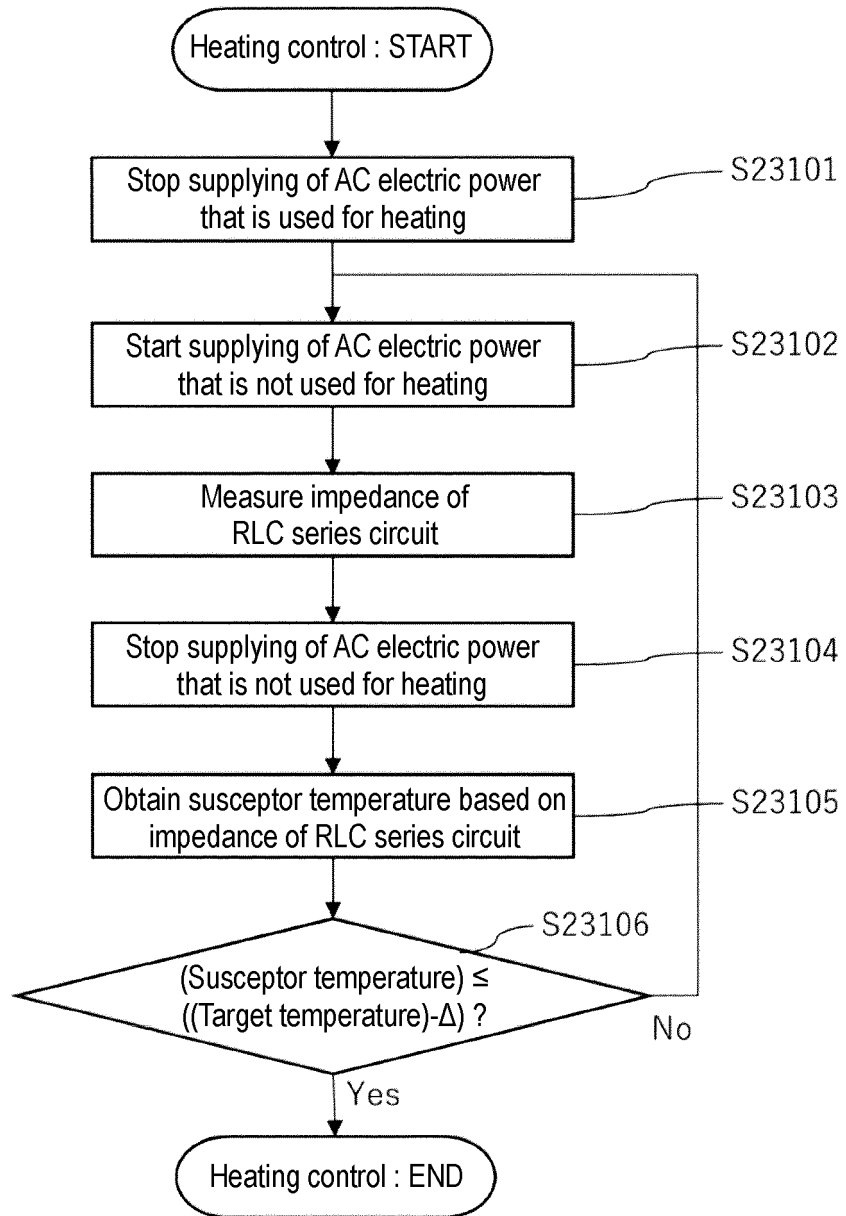 Heating control : START
Stop supplying of AC electric power
that is used for heating
S23101
Start supplying of AC electric power
that is not used for heating
S23102
Measure impedance of
RLC series circuit
S23103
Stop supplying of AC electric power
that is not used for heating
S23104
Obtain susceptor temperature based on
impedance of RLC series circuit
S23105
S23106
(Susceptor temperature) ≤
((Target temperature)-Δ) ?
No
Yes
Heating control : END